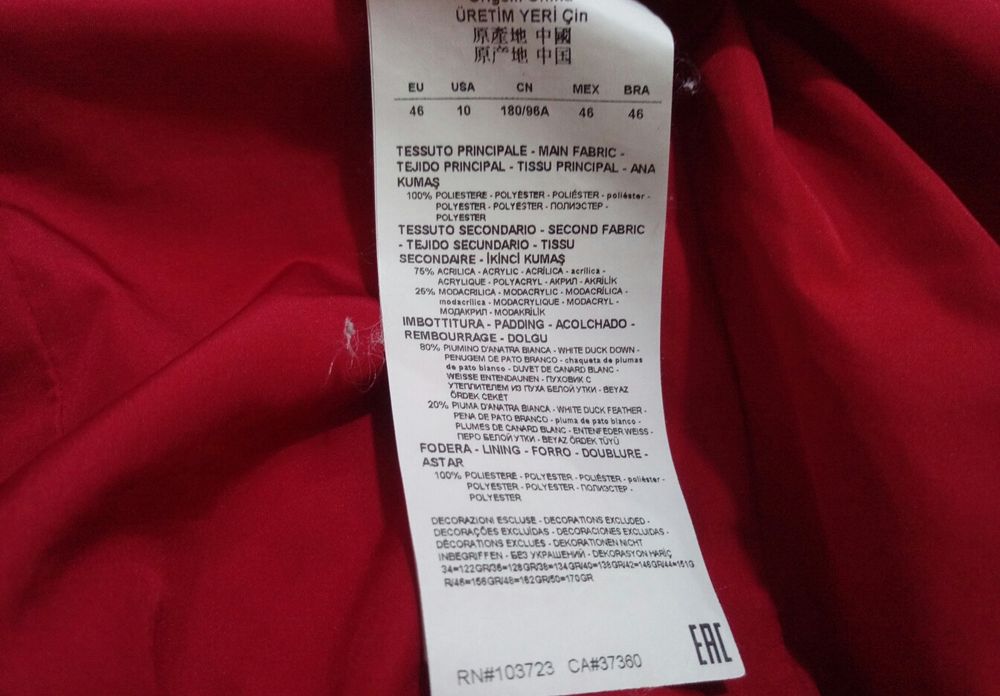 ÜRETİM YERİ Çin
原產地 中國
原产地 中国
EU USA CN MEX BRA
46 10 180/96A 46 46
TESSUTO PRINCIPALE - MAIN FABRIC -
TEJIDO PRINCIPAL - TISSU PRINCIPAL - ANA
KUMAŞ
100% POLIESTERE - POLYESTER - POLIÉSTER - poliéster -
POLYESTER - POLYESTER - ПОЛИЭСТЕР -
POLYESTER
TESSUTO SECONDARIO - SECOND FABRIC
- TEJIDO SECUNDARIO - TISSU
SECONDAIRE - İKİNCİ KUMAŞ
75% ACRILICA - ACRYLIC - ACRÍLICA - acrílica -
ACRYLIQUE - POLYACRYL - АКРИЛ - AKRİLİK
25% MODACRILICA - MODACRYLIC - MODACRÍLICA -
modacrílica - MODACRYLIQUE - MODACRYL -
МОДАКРИЛ - MODAKRİLİK
IMBOTTITURA - PADDING - ACOLCHADO -
REMBOURRAGE - DOLGU
80% PIUMINO D'ANATRA BIANCA - WHITE DUCK DOWN -
PENUGEM DE PATO BRANCO - chaqueta de plumas
de pato blanco - DUVET DE CANARD BLANC -
WEISSE ENTENDAUNEN - ПУХОВИК С
УТЕПЛИТЕЛЕМ ИЗ ПУХА БЕЛОЙ УТКИ - BEYAZ
ÖRDEK CEKET
20% PIUMA D'ANATRA BIANCA - WHITE DUCK FEATHER -
PENA DE PATO BRANCO - pluma de pato blanco -
PLUMES DE CANARD BLANC - ENTENFEDER WEISS -
ПЕРО БЕЛОЙ УТКИ - BEYAZ ÖRDEK TÜYÜ
FODERA - LINING - FORRO - DOUBLURE -
ASTAR
100% POLIESTERE - POLYESTER - POLIÉSTER - poliéster -
POLYESTER - POLYESTER - ПОЛИЭСТЕР -
POLYESTER
DECORAZIONI ESCLUSE - DECORATIONS EXCLUDED -
DECORAÇÕES EXCLUÍDAS - DECORACIONES EXCLUIDAS -
DÉCORATIONS EXCLUES - DEKORATIONEN NICHT
INBEGRIFFEN - БЕЗ УКРАШЕНИЙ - DEKORASYON HARİÇ
34=122GR/36=128GR/38=134GR/40=138GR/42=146GR/44=151G
R/46=156GR/48=162GR/50=170GR
EAC
RN#103723 CA#37360